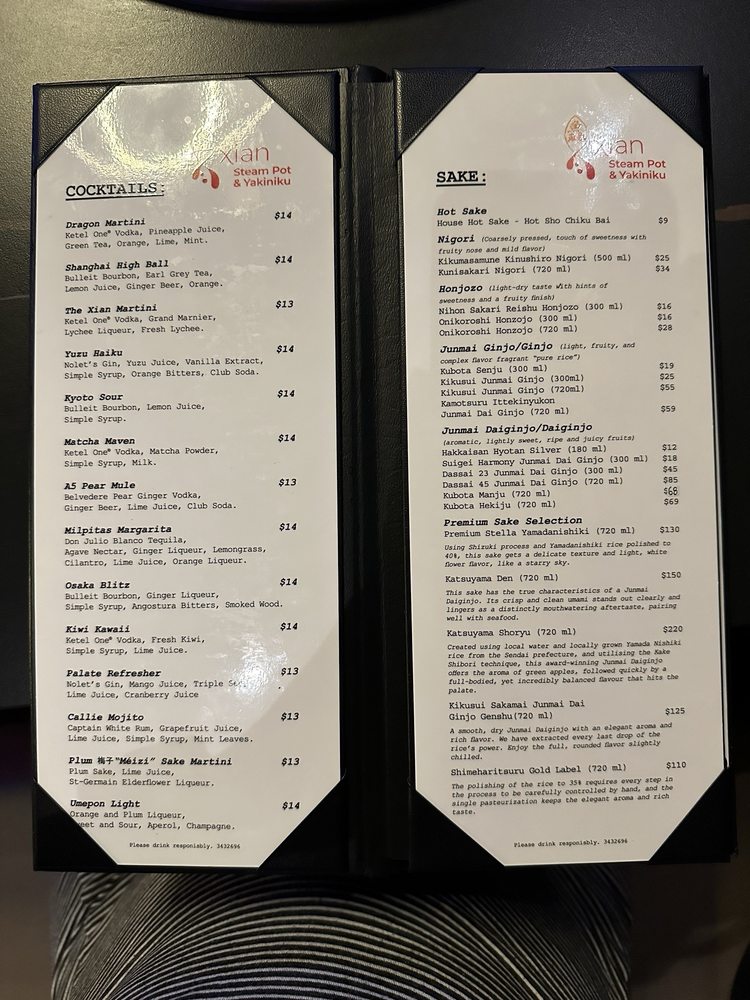 xian
Steam Pot
& Yakiniku
COCKTAILS:
Dragon Martini $14
Ketel One® Vodka, Pineapple Juice,
Green Tea, Orange, Lime, Mint.
Shanghai High Ball $14
Bulleit Bourbon, Earl Grey Tea,
Lemon Juice, Ginger Beer, Orange.
The Xian Martini $13
Ketel One® Vodka, Grand Marnier,
Lychee Liqueur, Fresh Lychee.
Yuzu Haiku $14
Nolet's Gin, Yuzu Juice, Vanilla Extract,
Simple Syrup, Orange Bitters, Club Soda.
Kyoto Sour $14
Bulleit Bourbon, Lemon Juice,
Simple Syrup.
Matcha Maven $14
Ketel One® Vodka, Matcha Powder,
Simple Syrup, Milk.
A5 Pear Mule $13
Belvedere Pear Ginger Vodka,
Ginger Beer, Lime Juice, Club Soda.
Milpitas Margarita $14
Don Julio Blanco Tequila,
Agave Nectar, Ginger Liqueur, Lemongrass,
Cilantro, Lime Juice, Orange Liqueur.
Osaka Blitz $14
Bulleit Bourbon, Ginger Liqueur,
Simple Syrup, Angostura Bitters, Smoked Wood.
Kiwi Kawaii $14
Ketel One® Vodka, Fresh Kiwi,
Simple Syrup, Lime Juice.
Palate Refresher $13
Nolet's Gin, Mango Juice, Triple
Lime Juice, Cranberry Juice
Callie Mojito $13
Captain White Rum, Grapefruit Juice,
Lime Juice, Simple Syrup, Mint Leaves.
Plum 梅子"Méizi" Sake Martini $13
Plum Sake, Lime Juice,
St-Germain Elderflower Liqueur.
Umepon Light $14
Orange and Plum Liqueur,
Sweet and Sour, Aperol, Champagne.
Please drink responisbly. 3432696
xian
Steam Pot
& Yakiniku
SAKE:
Hot Sake
House Hot Sake - Hot Sho Chiku Bai $9
Nigori (Coarsely pressed, touch of sweetness with
fruity nose and mild flavor)
Kikumasamune Kinushiro Nigori (500 ml) $25
Kunisakari Nigori (720 ml) $34
Honjozo (light-dry taste with hints of
sweetness and a fruity finish)
Nihon Sakari Reishu Honjozo (300 ml) $16
Onikoroshi Honzojo (300 ml) $16
Onikoroshi Honzojo (720 ml) $28
Junmai Ginjo/Ginjo (light, fruity, and
complex flavor fragrant "pure rice")
Kubota Senju (300 ml) $19
Kikusui Junmai Ginjo (300ml) $25
Kikusui Junmai Ginjo (720ml) $55
Kamotsuru Ittekinyukon
Junmai Dai Ginjo (720 ml) $59
Junmai Daiginjo/Daiginjo
(aromatic, lightly sweet, ripe and juicy fruits)
Hakkaisan Hyotan Silver (180 ml) $12
Suigei Harmony Junmai Dai Ginjo (300 ml) $18
Dassai 23 Junmai Dai Ginjo (300 ml) $45
Dassai 45 Junmai Dai Ginjo (720 ml) $85
Kubota Manju (720 ml) $68
Kubota Hekiju (720 ml) $69
Premium Sake Selection
Premium Stella Yamadanishiki (720 ml) $130
Using Shizuki process and Yamadanishiki rice polished to
40%, this sake gets a delicate texture and light, white
flower flavor, like a starry sky.
Katsuyama Den (720 ml) $150
This sake has the true characteristics of a Junmai
Daiginjo. Its crisp and clean umami stands out clearly and
lingers as a distinctly mouthwatering aftertaste, pairing
well with seafood.
Katsuyama Shoryu (720 ml) $220
Created using local water and locally grown Yamada Nishiki
rice from the Sendai prefecture, and utilising the Kake
Shibori technique, this award-winning Junmai Daiginjo
offers the aroma of green apples, followed quickly by a
full-bodied, yet incredibly balanced flavour that hits the
palate.
Kikusui Sakamai Junmai Dai
Ginjo Genshu(720 ml) $125
A smooth, dry Junmai Daiginjo with an elegant aroma and
rich flavor. We have extracted every last drop of the
rice's power. Enjoy the full, rounded flavor slightly
chilled.
Shimeharitsuru Gold Label (720 ml) $110
The polishing of the rice to 35% requires every step in
the process to be carefully controlled by hand, and the
single pasteurization keeps the elegant aroma and rich
taste.
Please drink responisbly. 3432696